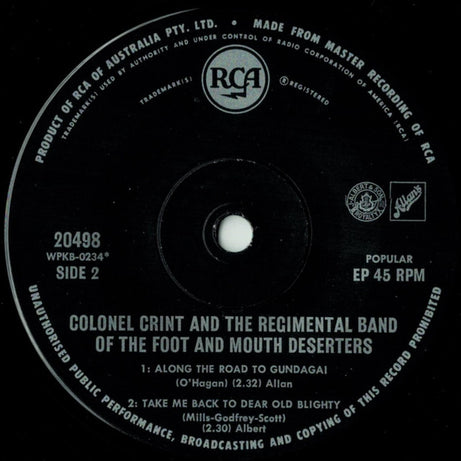 PRODUCT OF RCA OF AUSTRALIA PTY. LTD. • MADE FROM MASTER RECORDING OF RCA
TRADEMARK(S) USED BY AUTHORITY AND UNDER CONTROL OF RADIO CORPORATION OF AMERICA (RCA)
RCA
TRADEMARK(S) ® REGISTERED
ALBERT & SON
ROYALTY
Allan's
20498
WPKB-0234*
SIDE 2
POPULAR
EP 45 RPM
COLONEL CRINT AND THE REGIMENTAL BAND
OF THE FOOT AND MOUTH DESERTERS
1: ALONG THE ROAD TO GUNDAGAI
(O'Hagan) (2.32) Allan
2: TAKE ME BACK TO DEAR OLD BLIGHTY
(Mills-Godfrey-Scott)
(2.30) Albert
UNAUTHORISED PUBLIC PERFORMANCE, BROADCASTING AND COPYING OF THIS RECORD PROHIBITED